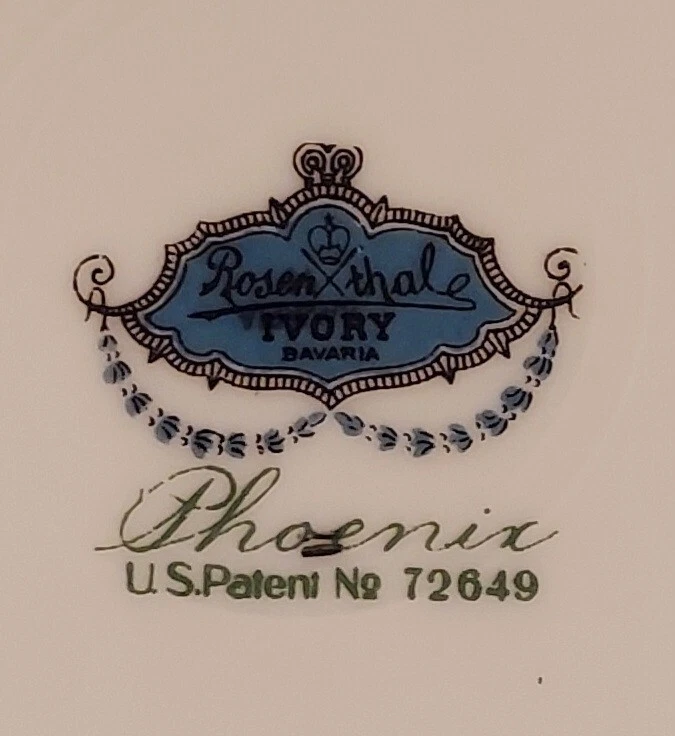 Rosenthal
IVORY
BAVARIA
Phoenix
U.S.Patent No 72649